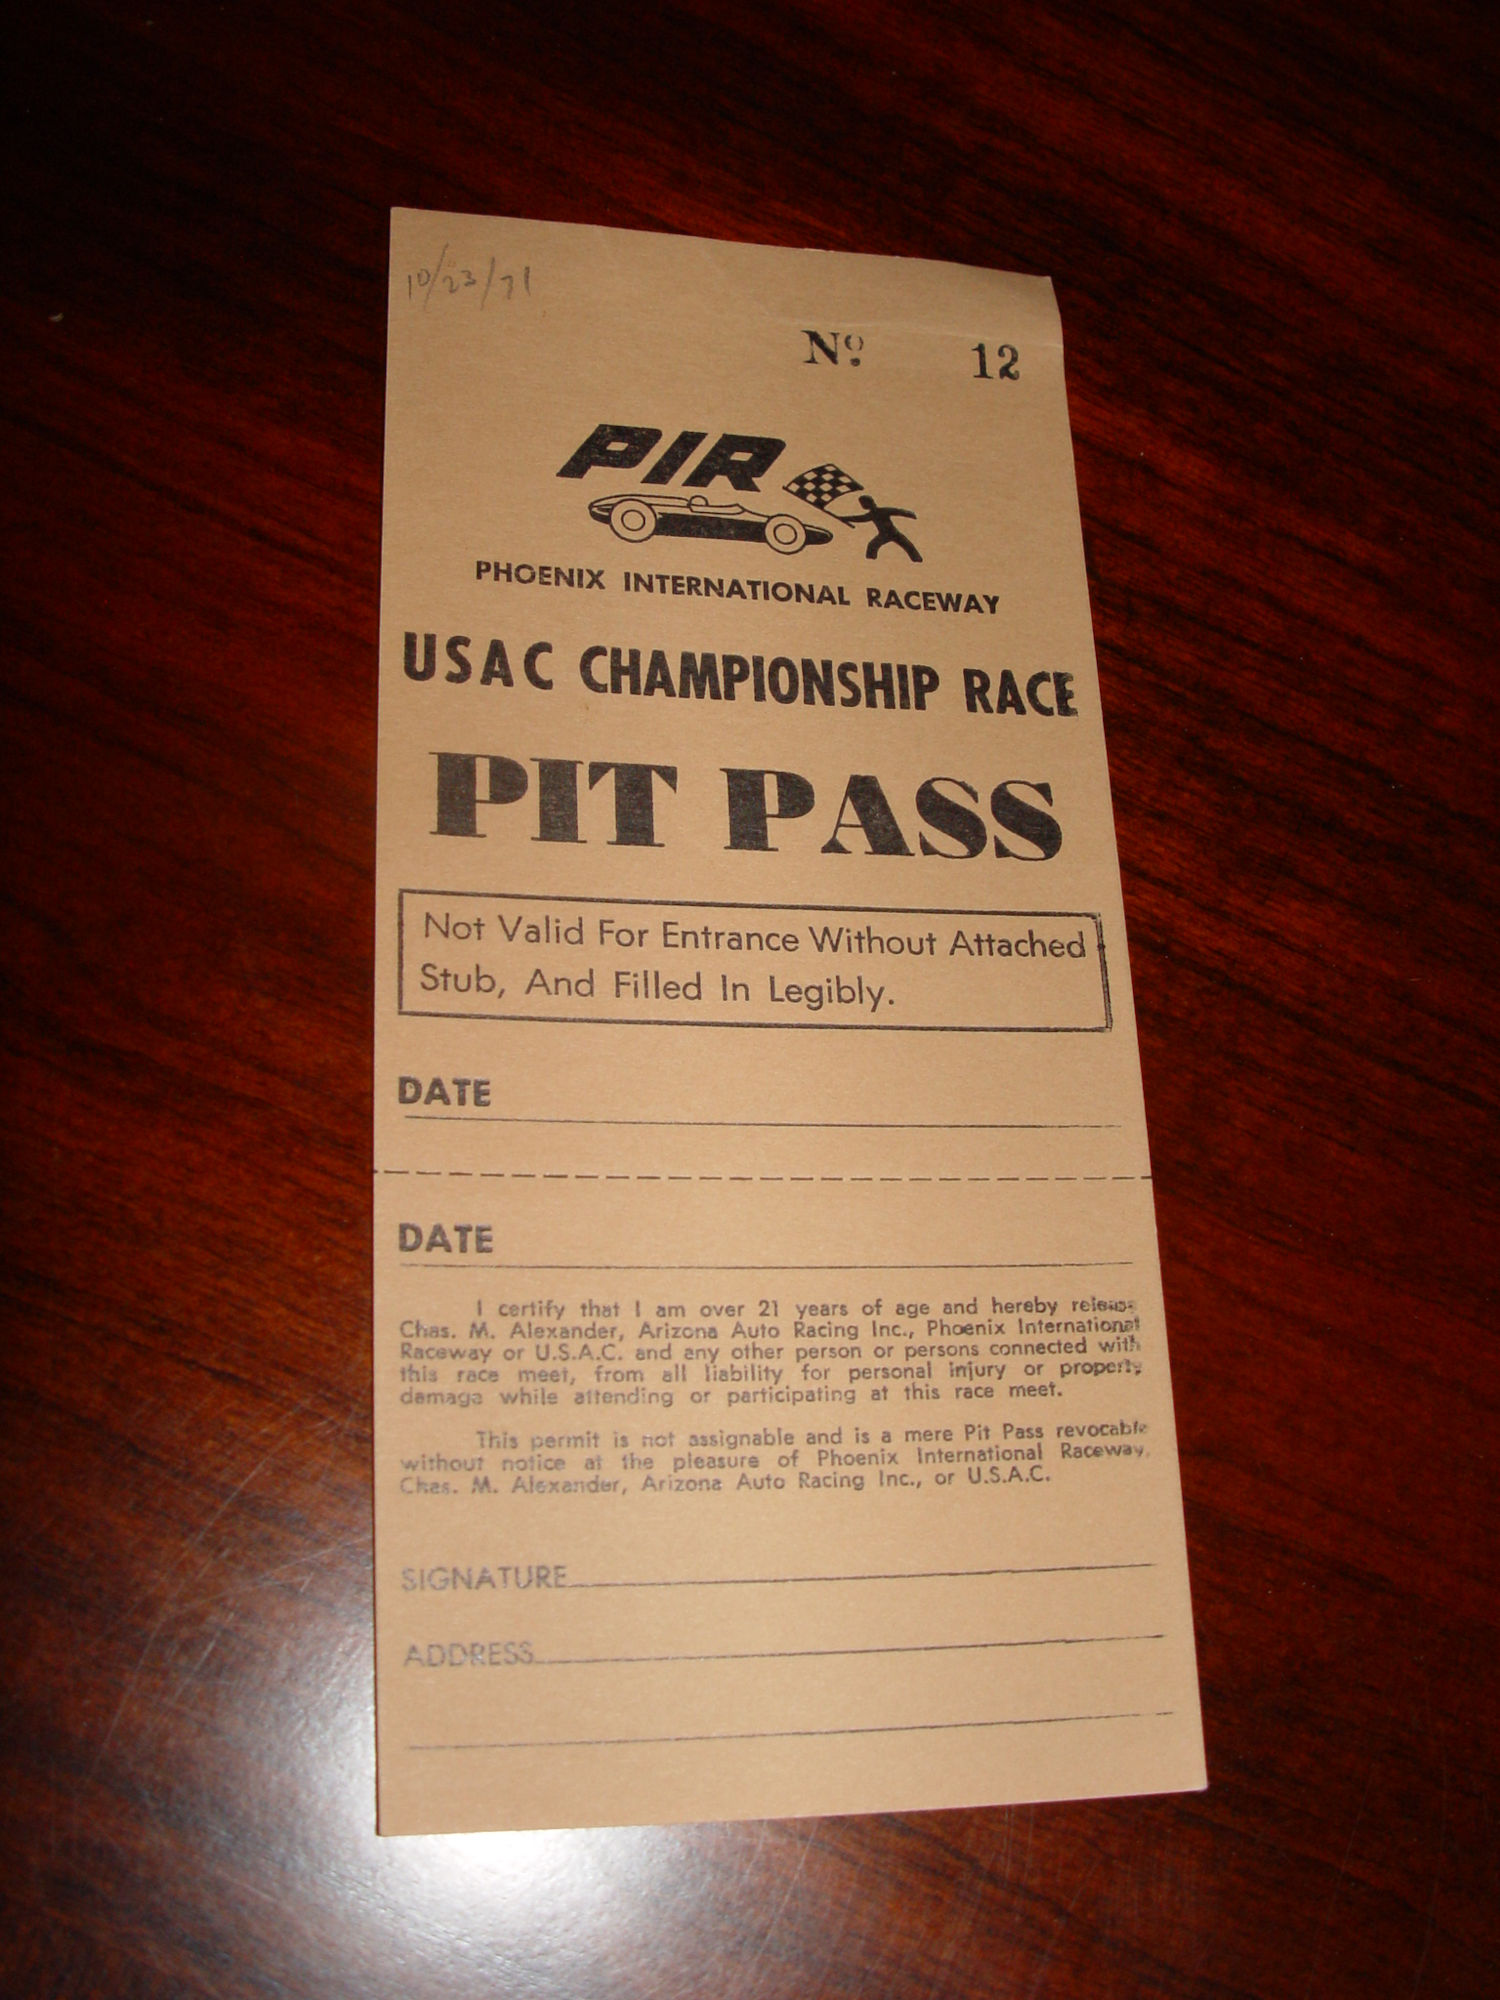 10/23/71
No. 12
PIR
PHOENIX INTERNATIONAL RACEWAY
USAC CHAMPIONSHIP RACE
PIT PASS
Not Valid For Entrance Without Attached
Stub, And Filled In Legibly.
DATE
DATE
I certify that I am over 21 years of age and hereby release
Chas. M. Alexander, Arizona Auto Racing Inc., Phoenix International
Raceway or U.S.A.C. and any other person or persons connected with
this race meet, from all liability for personal injury or property
damage while attending or participating at this race meet.
This permit is not assignable and is a mere Pit Pass revocable
without notice at the pleasure of Phoenix International Raceway,
Chas. M. Alexander, Arizona Auto Racing Inc., or U.S.A.C.
SIGNATURE
ADDRESS